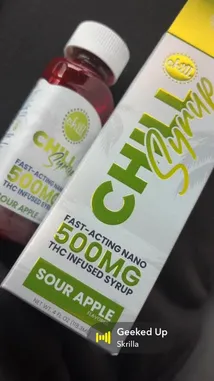 CHILL
Syrup
FAST-ACTING NANO
500MG
THC INFUSED SYRUP
SOUR APPLE
CHILL
Syrup
FAST-ACTING NANO
500MG
THC INFUSED SYRUP
SOUR APPLE
FLAVOR
Geeked Up
Skrilla